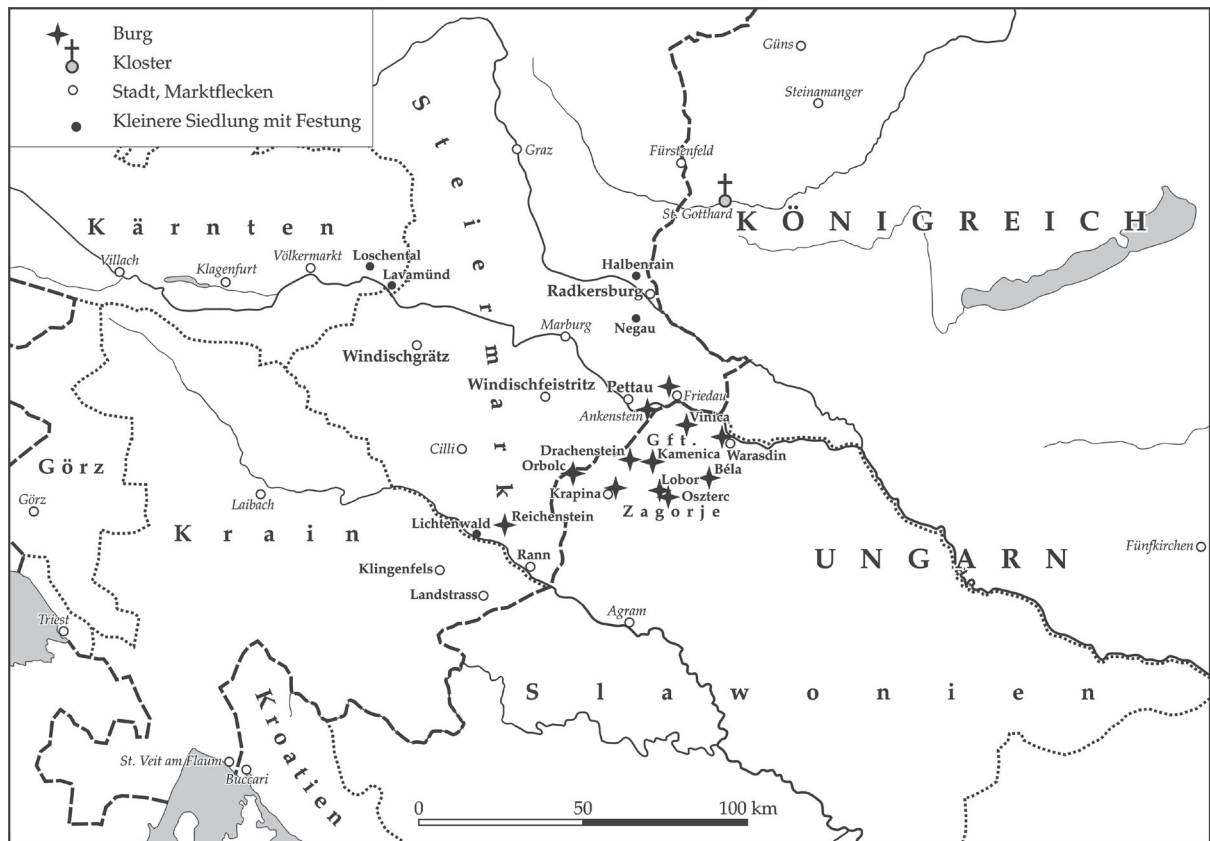 Burg
Kloster
Stadt, Marktflecken
Kleinere Siedlung mit Festung
Güns
Steinamanger
Steiermark
Graz
Fürstenfeld
St. Gotthard
KÖNIGREICH
Kärnten
Villach
Klagenfurt
Völkermarkt
Loschental
Lavamünd
Halbenrain
Radkersburg
Negau
Marburg
Windischgrätz
Windischfeistritz
Pettau
Friedau
Ankenstein
Vinica
Gft.
Warasdin
Cilli
Drachenstein
Kamenica
Orbolc
Béla
Görz
Krapina
Lobor
Oszterc
Zagorje
Görz
Laibach
Krain
Lichtenwald
Reichenstein
Rann
UNGARN
Fünfkirchen
Klingenfels
Landstrass
Agram
Triest
Slawonien
Kroatien
St. Veit am Flaum
Buccari
0 50 100 km